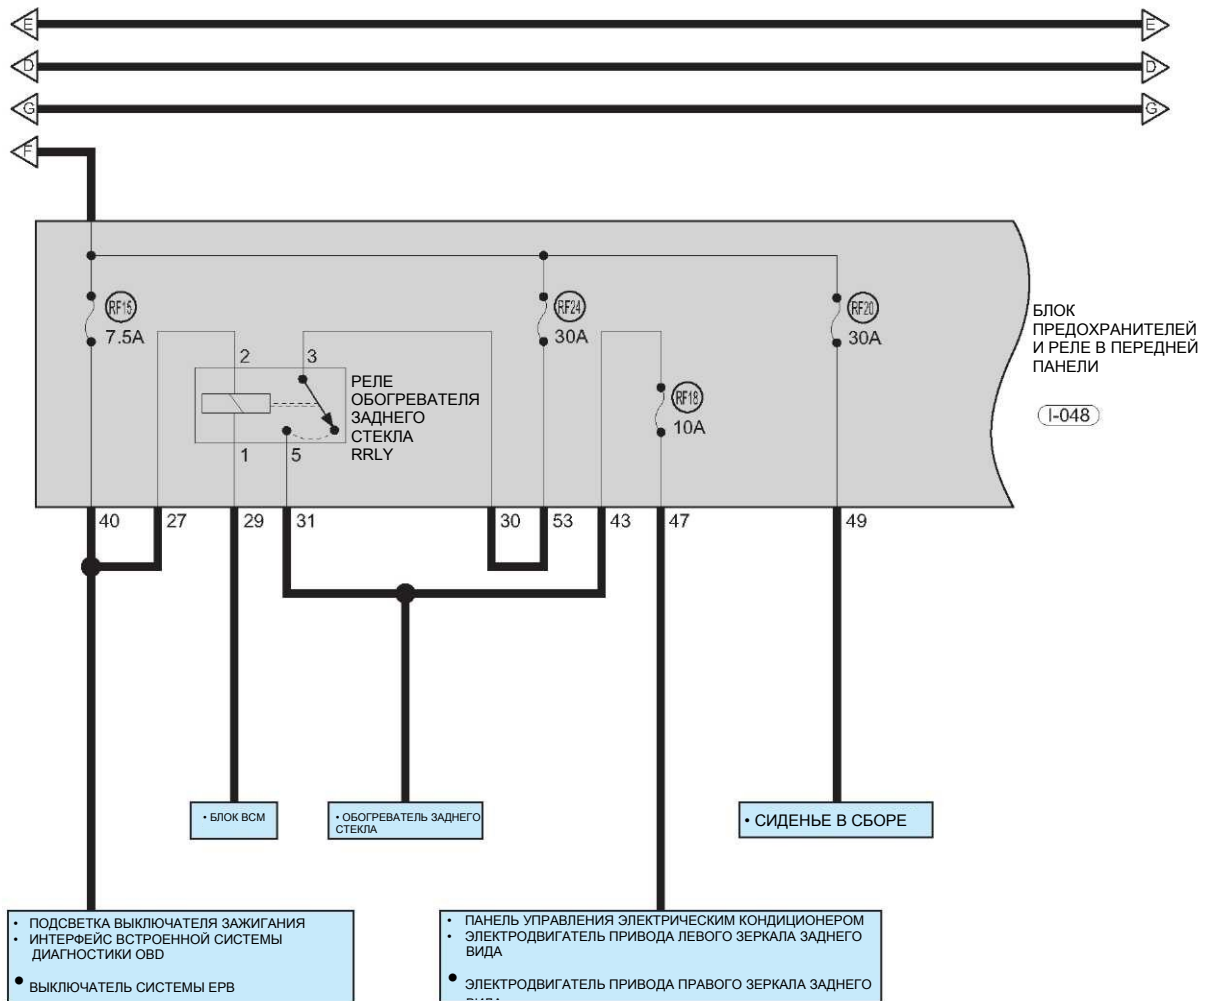 E E
D D
G G
F
RF15
7.5A
2
3
РЕЛЕ
ОБОГРЕВАТЕЛЯ
ЗАДНЕГО
СТЕКЛА
RRLY
1
5
RF24
30A
RF18
10A
RF20
30A
БЛОК
ПРЕДОХРАНИТЕЛЕЙ
И РЕЛЕ В ПЕРЕДНЕЙ
ПАНЕЛИ
I-048
40 27 29 31 30 53 43 47 49
• БЛОК BCM
• ОБОГРЕВАТЕЛЬ ЗАДНЕГО
СТЕКЛА
• СИДЕНЬЕ В СБОРЕ
• ПОДСВЕТКА ВЫКЛЮЧАТЕЛЯ ЗАЖИГАНИЯ
• ИНТЕРФЕЙС ВСТРОЕННОЙ СИСТЕМЫ
ДИАГНОСТИКИ OBD
• ВЫКЛЮЧАТЕЛЬ СИСТЕМЫ EPB
• ПАНЕЛЬ УПРАВЛЕНИЯ ЭЛЕКТРИЧЕСКИМ КОНДИЦИОНЕРОМ
• ЭЛЕКТРОДВИГАТЕЛЬ ПРИВОДА ЛЕВОГО ЗЕРКАЛА ЗАДНЕГО
ВИДА
• ЭЛЕКТРОДВИГАТЕЛЬ ПРИВОДА ПРАВОГО ЗЕРКАЛА ЗАДНЕГО